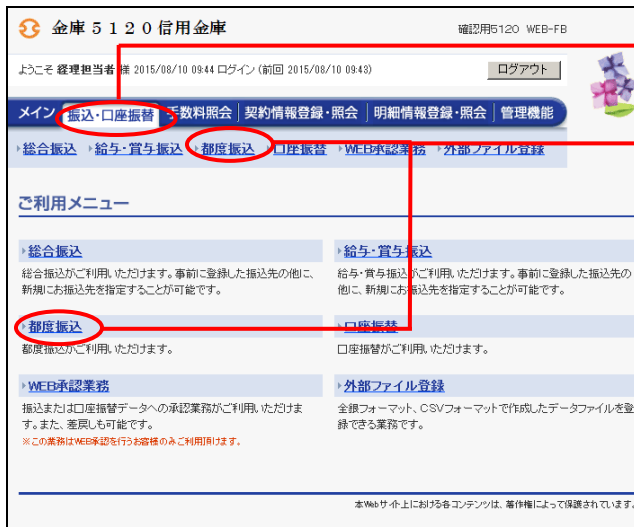 金庫５１２０信用金庫
確認用5120 WEB-FB
ようこそ 経理担当者 様 2015/08/10 09:44 ログイン (前回 2015/08/10 09:43)
ログアウト
メイン 振込・口座振替 手数料照会 契約情報登録・照会 明細情報登録・照会 管理機能
総合振込 給与・賞与振込 都度振込 口座振替 WEB承認業務 外部ファイル登録
ご利用メニュー
総合振込
給与・賞与振込
総合振込がご利用いただけます。事前に登録した振込先の他に、
新規にお振込先を指定することが可能です。
給与・賞与振込がご利用いただけます。事前に登録した振込先の
他に、新規にお振込先を指定することが可能です。
都度振込
口座振替
都度振込がご利用いただけます。
口座振替がご利用いただけます。
WEB承認業務
外部ファイル登録
振込または口座振替データへの承認業務がご利用いただけま
す。また、差戻しも可能です。
※この業務はWEB承認を行うお客様のみご利用頂けます。
全銀フォーマット、CSVフォーマットで作成したデータファイルを登
録できる業務です。
本Webサイト上における各コンテンツは、著作権によって保護されています。